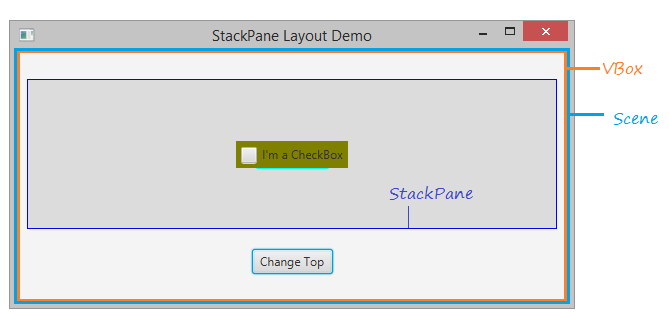 StackPane Layout Demo
VBox
Scene
I'm a CheckBox
StackPane
Change Top